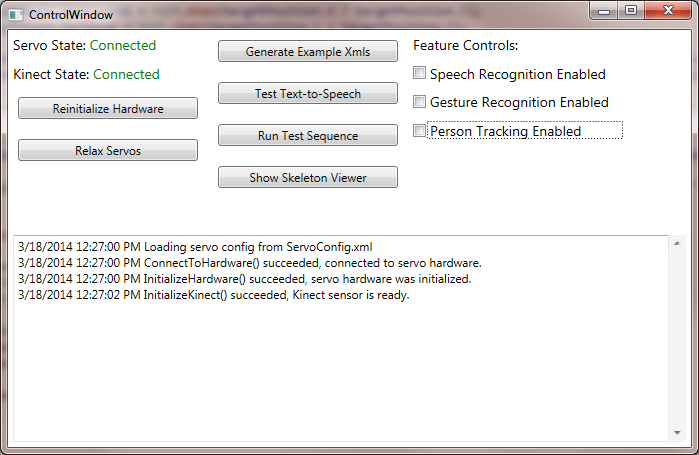 ControlWindow
Servo State: Connected
Kinect State: Connected
Reinitialize Hardware
Relax Servos
Generate Example Xmls
Test Text-to-Speech
Run Test Sequence
Show Skeleton Viewer
Feature Controls:
Speech Recognition Enabled
Gesture Recognition Enabled
Person Tracking Enabled
3/18/2014 12:27:00 PM Loading servo config from ServoConfig.xml
3/18/2014 12:27:00 PM ConnectToHardware() succeeded, connected to servo hardware.
3/18/2014 12:27:00 PM InitializeHardware() succeeded, servo hardware was initialized.
3/18/2014 12:27:02 PM InitializeKinect() succeeded, Kinect sensor is ready.